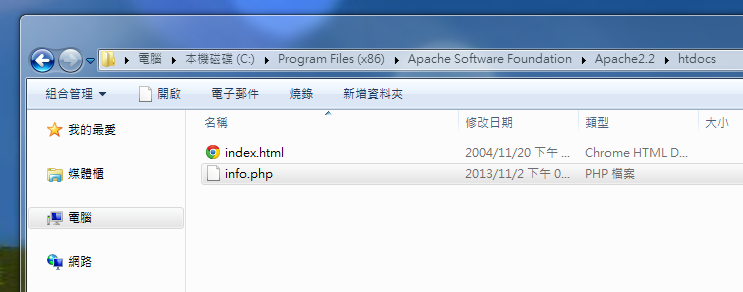 電腦 本機磁碟 (C:) Program Files (x86) Apache Software Foundation Apache2.2 htdocs
組合管理 開啟 電子郵件 燒錄 新增資料夾
我的最愛
媒體櫃
電腦
網路
名稱 修改日期 類型 大小
index.html 2004/11/20 下午 ... Chrome HTML D...
info.php 2013/11/2 下午 0... PHP 檔案